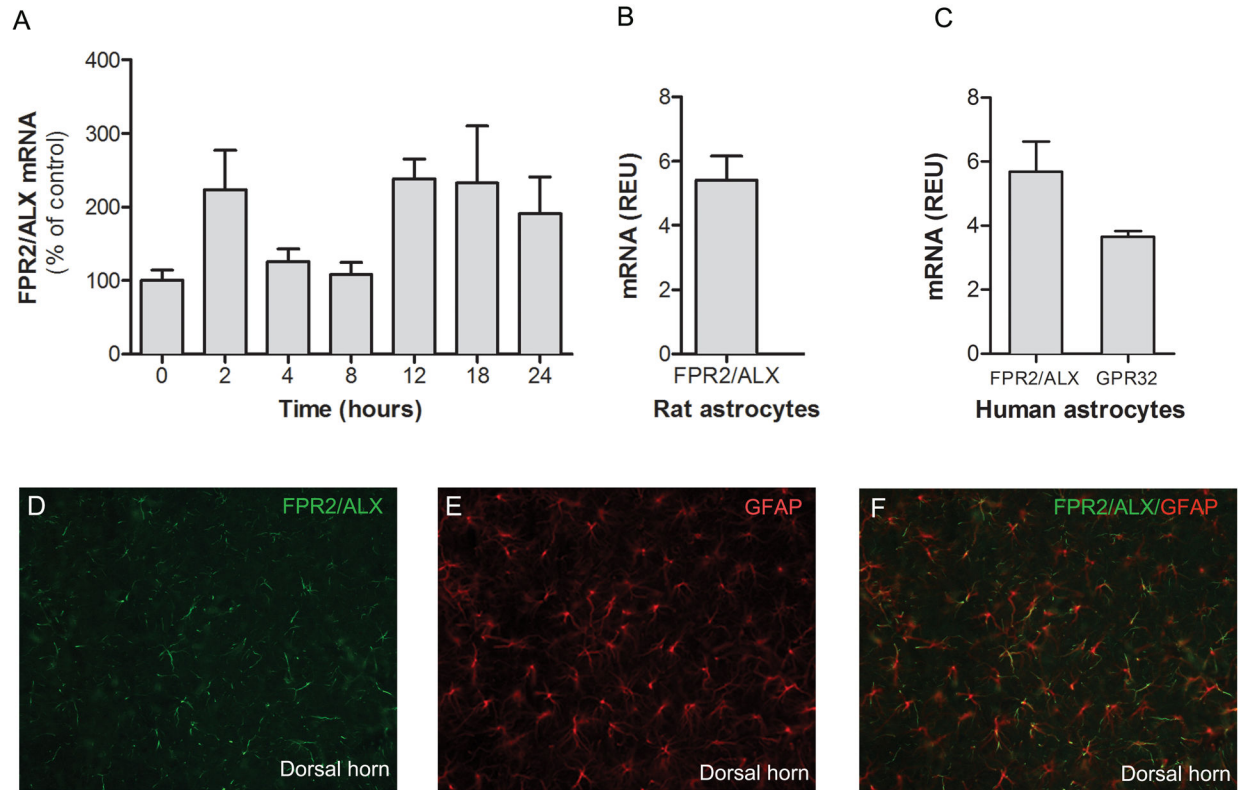 A
FPR2/ALX mRNA
(% of control)
400
300
200
100
0
0 2 4 8 12 18 24
Time (hours)
B
mRNA (REU)
8
6
4
2
0
FPR2/ALX
Rat astrocytes
C
mRNA (REU)
8
6
4
2
0
FPR2/ALX GPR32
Human astrocytes
D
FPR2/ALX
Dorsal horn
E
GFAP
Dorsal horn
F
FPR2/ALX/GFAP
Dorsal horn